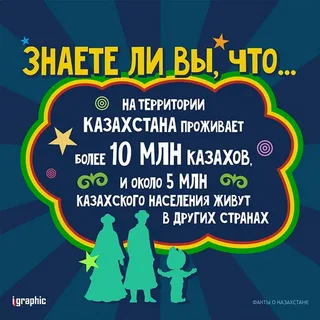 ЗНАЕТЕ ЛИ ВЫ, ЧТО...
НА ТЕРРИТОРИИ
КАЗАХСТАНА ПРОЖИВАЕТ
БОЛЕЕ 10 МЛН КАЗАХОВ,
И ОКОЛО 5 МЛН
КАЗАХСКОГО НАСЕЛЕНИЯ ЖИВУТ
В ДРУГИХ СТРАНАХ
igraphic
ФАКТЫ О КАЗАХСТАНЕ